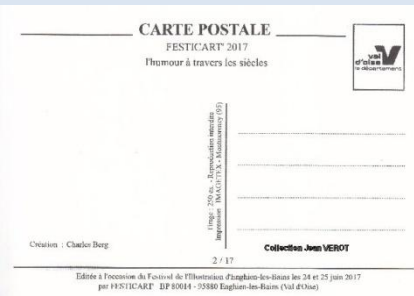 CARTE POSTALE
FESTICART' 2017
l'humour à travers les siècles
val
d'oise
le département
Tirage : 250 ex. - Reproduction interdite
Impression : IMAGETEX - Montmorency (95)
Création : Charles Berg
Collection Jean VEROT
2 / 17
Editée à l'occasion du Festival de l'Illustration d'Enghien-les-Bains les 24 et 25 juin 2017
par FESTICART' BP 80014 - 95880 Enghien-les-Bains (Val d'Oise)